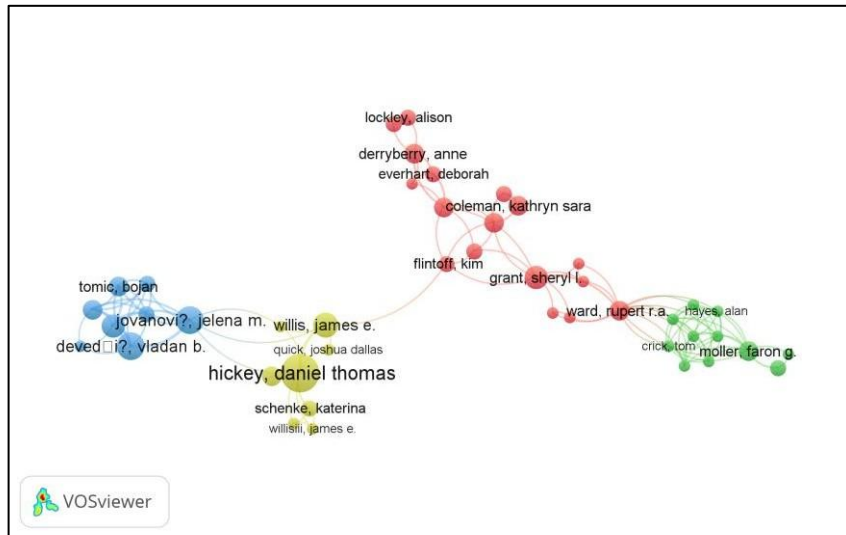 lockley, alison
derryberry, anne
everhart, deborah
coleman, kathryn sara
flintoff, kim
grant, sheryl l.
tomic, bojan
jovanovi?, jelena m.
willis, james e.
ward, rupert r.a.
hayes, alan
deved□i?, vladan b.
quick, joshua dallas
crick, tom
moller, faron g.
hickey, daniel thomas
schenke, katerina
willisiii, james e.
VOSviewer